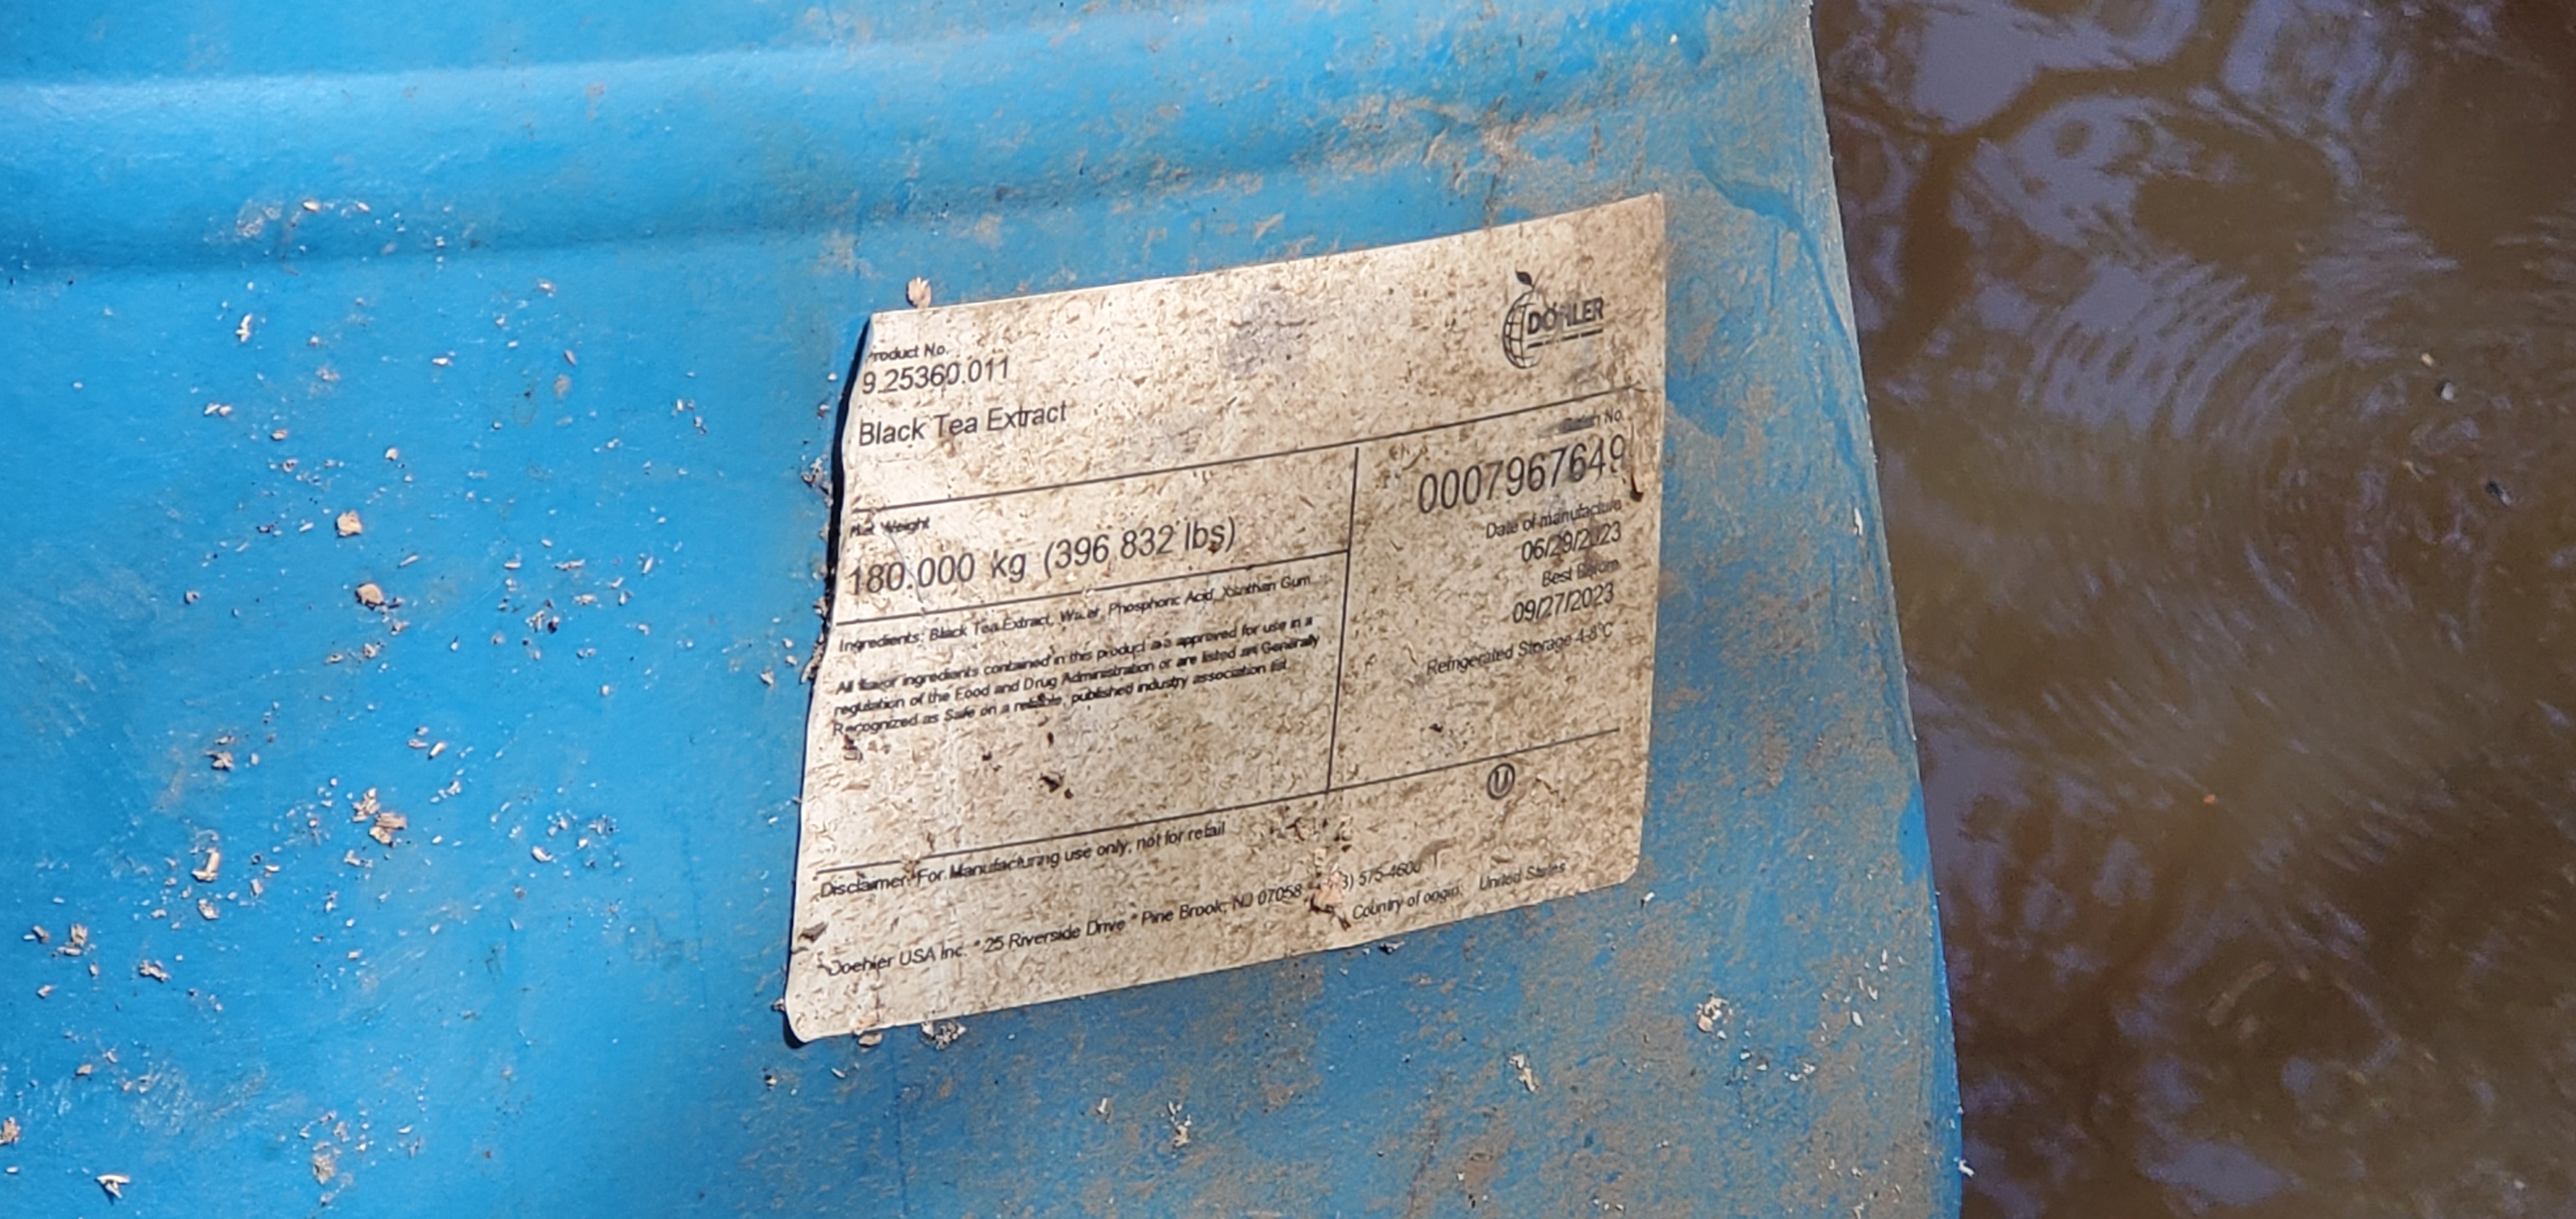 DÖHLER
Product No.
9.25360.011
Black Tea Extract
Batch No.
0007967649
Net Weight
180.000 kg (396.832 lbs)
Date of manufacture
06/29/2023
Best Before
09/27/2023
Refrigerated Storage 4-8°C
Ingredients: Black Tea Extract, Water, Phosphoric Acid, Xanthan Gum
All flavor ingredients contained in this product are approved for use in a
regulation of the Food and Drug Administration or are listed as Generally
Recognized as Safe on a reliable, published industry association list.
U
Disclaimer: For Manufacturing use only, not for retail
Doehler USA Inc. * 25 Riverside Drive * Pine Brook, NJ 07058 3) 575-4600
Country of origin: United States